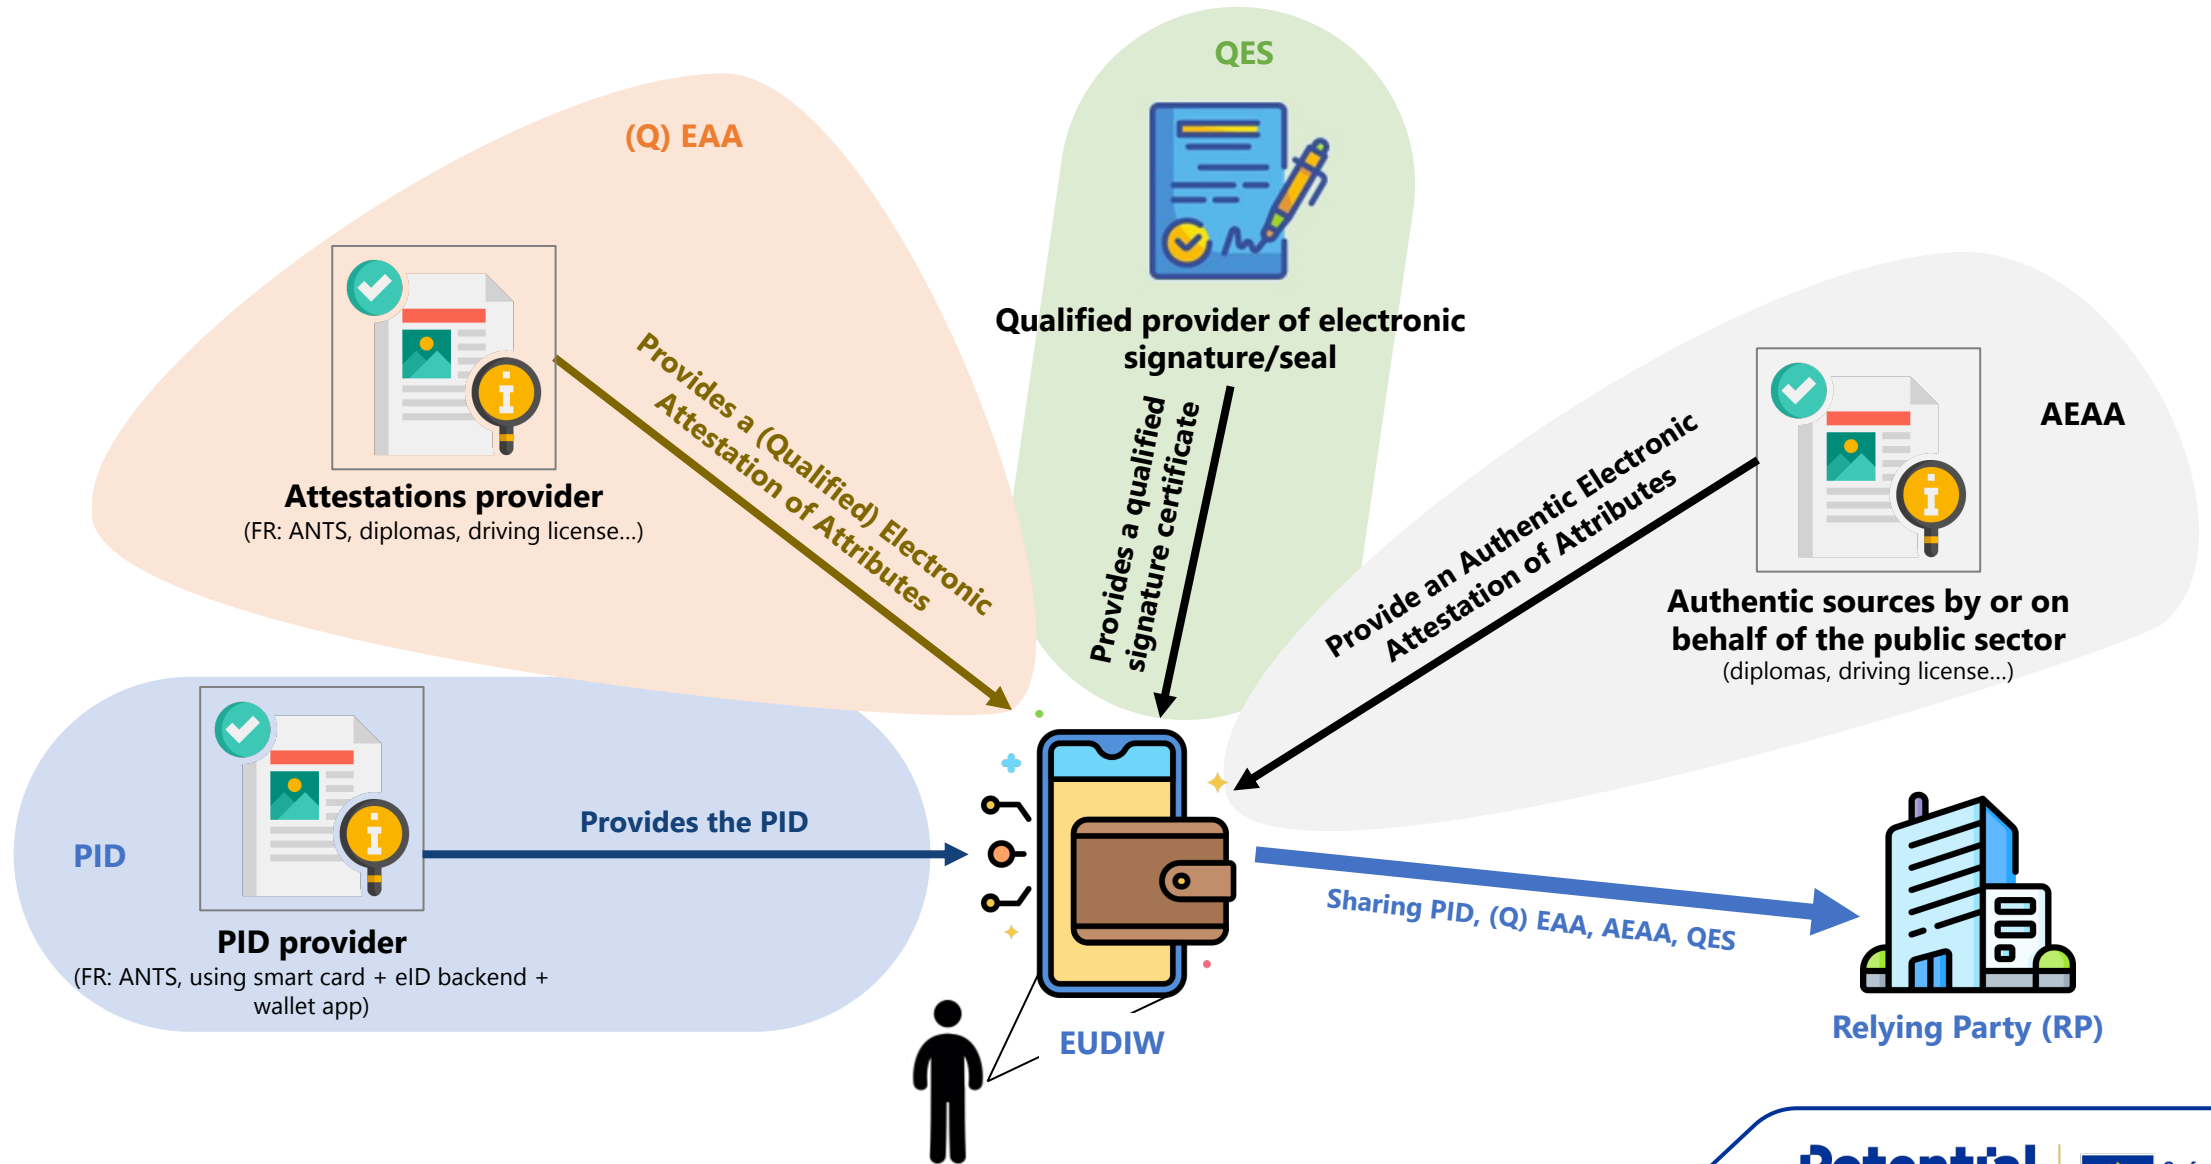 QES
(Q) EAA
Qualified provider of electronic
signature/seal
AEAA
Provides a (Qualified) Electronic
Attestation of Attributes
Provides a qualified
signature certificate
Provide an Authentic Electronic
Attestation of Attributes
Attestations provider
(FR: ANTS, diplomas, driving license...)
Authentic sources by or on
behalf of the public sector
(diplomas, driving license...)
Provides the PID
PID
Sharing PID, (Q) EAA, AEAA, QES
PID provider
(FR: ANTS, using smart card + eID backend +
wallet app)
EUDIW
Relying Party (RP)
Potential